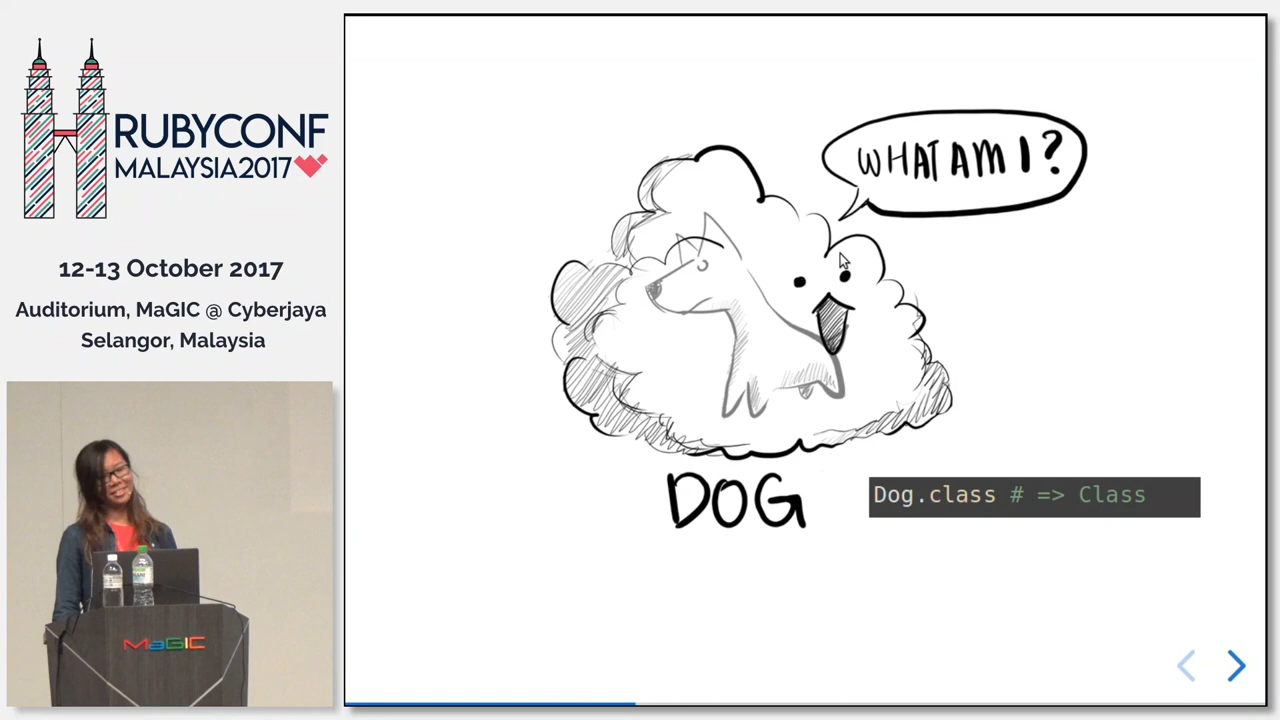 RUBYCONF
MALAYSIA2017
12-13 October 2017
Auditorium, MaGIC @ Cyberjaya
Selangor, Malaysia
MaGIC
WHAT AM I?
DOG
Dog.class # => Class